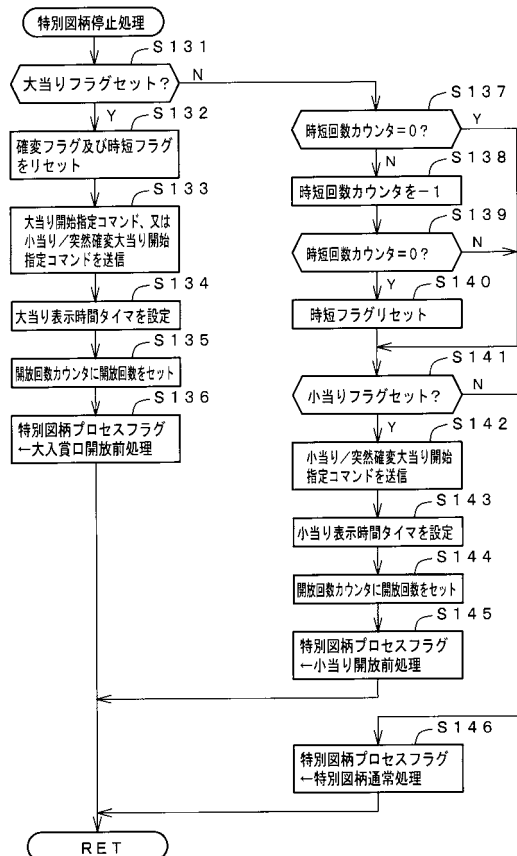 特別図柄停止処理
S131
大当りフラグセット？
N
Y
S132
確変フラグ及び時短フラグ
をリセット
S133
大当り開始指定コマンド、又は
小当り／突然確変大当り開始
指定コマンドを送信
S134
大当り表示時間タイマを設定
S135
開放回数カウンタに開放回数をセット
S136
特別図柄プロセスフラグ
←大入賞口開放前処理
S137
時短回数カウンタ=0？
Y
N
S138
時短回数カウンタを−1
S139
時短回数カウンタ=0？
N
Y
S140
時短フラグリセット
S141
小当りフラグセット？
N
Y
S142
小当り／突然確変大当り開始
指定コマンドを送信
S143
小当り表示時間タイマを設定
S144
開放回数カウンタに開放回数をセット
S145
特別図柄プロセスフラグ
←小当り開放前処理
S146
特別図柄プロセスフラグ
←特別図柄通常処理
RET